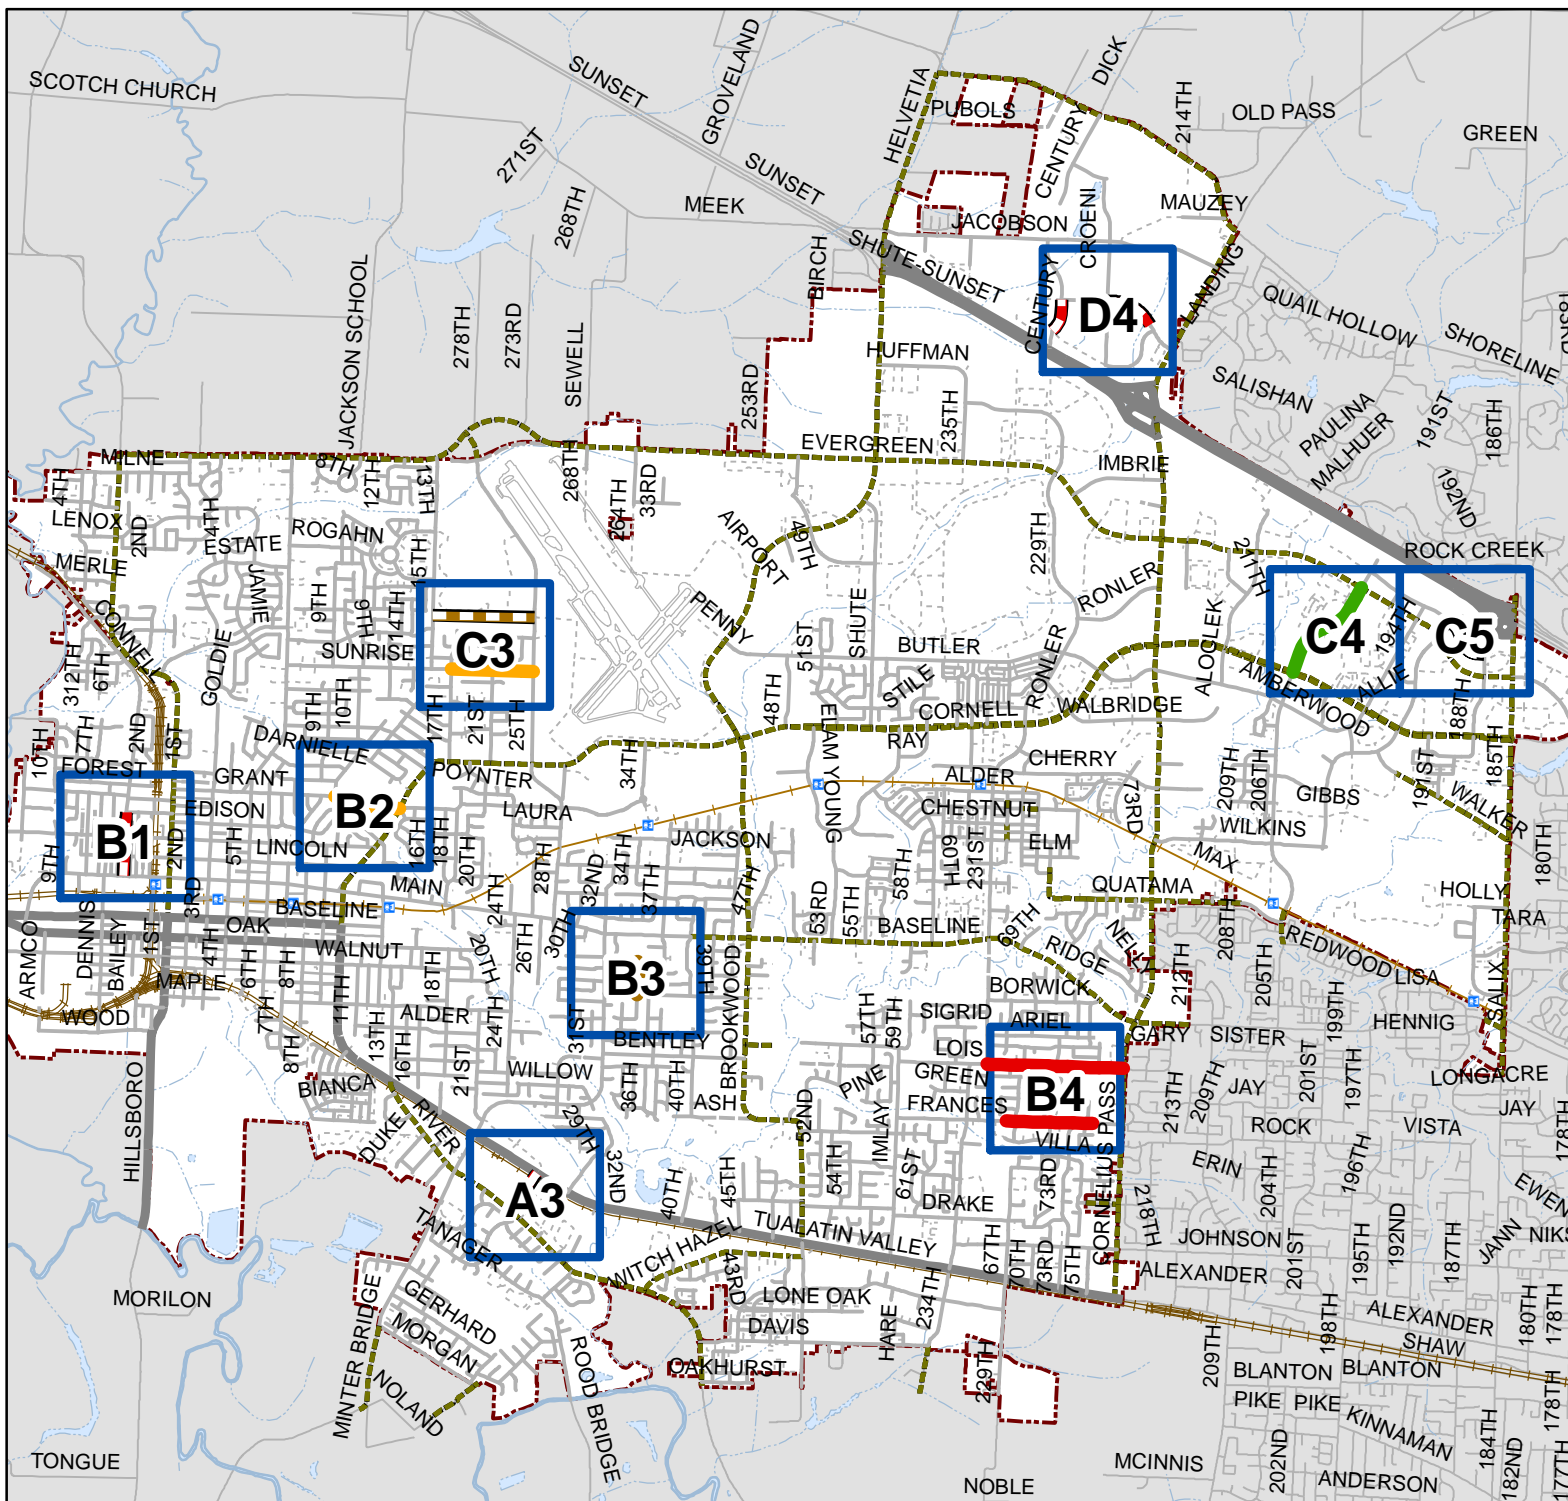 SCOTCH CHURCH
SUNSET
GROVELAND
DICK
HELVETIA
PUBOLS
214TH
OLD PASS
GREEN
271ST
SUNSET
CENTURY
268TH
MEEK
MAUZEY
JACOBSON
CROENI
BIRCH
SHUTE-SUNSET
JACKSON SCHOOL
CENTURY
D4
LANDING
QUAIL HOLLOW
SHORELINE
278TH
273RD
SEWELL
253RD
HUFFMAN
SALISHAN
PAULINA
MALHUER
191ST
186TH
235TH
EVERGREEN
IMBRIE
MILNE
8TH
12TH
13TH
268TH
264TH
33RD
192ND
4TH
LENOX
2ND
14TH
ESTATE
ROGAHN
AIRPORT
49TH
229TH
211TH
ROCK CREEK
MERLE
JAMIE
15TH
RONLER
CONNELL
9TH
6TH
14TH
PENNY
SHUTE
ALOCLEK
C3
C4
194TH
C5
312TH
6TH
GOLDIE
SUNRISE
51ST
BUTLER
RONLER
STILE
AMBERWOOD
ALLIE
10TH
7TH
2ND
1ST
9TH
10TH
17TH
21ST
25TH
48TH
CORNELL
WALBRIDGE
188TH
185TH
DARNIELLE
ELAM YOUNG
RAY
CHERRY
FOREST
GRANT
POYNTER
34TH
ALDER
209TH
206TH
191ST
EDISON
B2
LAURA
CHESTNUT
73RD
GIBBS
WALKER
B1
2ND
5TH
LINCOLN
16TH
18TH
20TH
28TH
JACKSON
ELM
WILKINS
180TH
9TH
32ND
34TH
37TH
47TH
58TH
60TH
231ST
MAX
3RD
MAIN
24TH
53RD
55TH
QUATAMA
HOLLY
BASELINE
OAK
BASELINE
TARA
ARMCO
DENNIS
BAILEY
1ST
4TH
6TH
8TH
WALNUT
20TH
26TH
30TH
39TH
BROOKWOOD
69TH
RIDGE
208TH
REDWOOD
LISA
MAPLE
18TH
B3
BORWICK
212TH
205TH
199TH
SALIX
WOOD
7TH
11TH
13TH
ALDER
24TH
31ST
BENTLEY
57TH
59TH
SIGRID
ARIEL
GARY
SISTER
HENNIG
8TH
16TH
21ST
WILLOW
LOIS
GREEN
PINE
B4
BIANCA
36TH
40TH
ASH
FRANCES
213TH
209TH
JAY
201ST
197TH
LONGACRE
JAY
HILLSBORO
DUKE
RIVER
29TH
52ND
IMLAY
VILLA
ROCK
VISTA
178TH
A3
32ND
40TH
45TH
54TH
61ST
73RD
CORNELIUS PASS
ERIN
204TH
196TH
DRAKE
218TH
TANAGER
WITCH HAZEL
TUALATIN VALLEY
67TH
70TH
73RD
75TH
JOHNSON
201ST
195TH
192ND
187TH
JANN
ALEXANDER
MORILON
MINTER BRIDGE
GERHARD
43RD
LONE OAK
234TH
ALEXANDER
180TH
178TH
MORGAN
DAVIS
HARE
198TH
SHAW
NOLAND
ROOD BRIDGE
OAKHURST
229TH
209TH
BLANTON
BLANTON
PIKE
PIKE
KINNAMAN
178TH
TONGUE
NOBLE
MCINNIS
202ND
ANDERSON
184TH
182ND
177TH